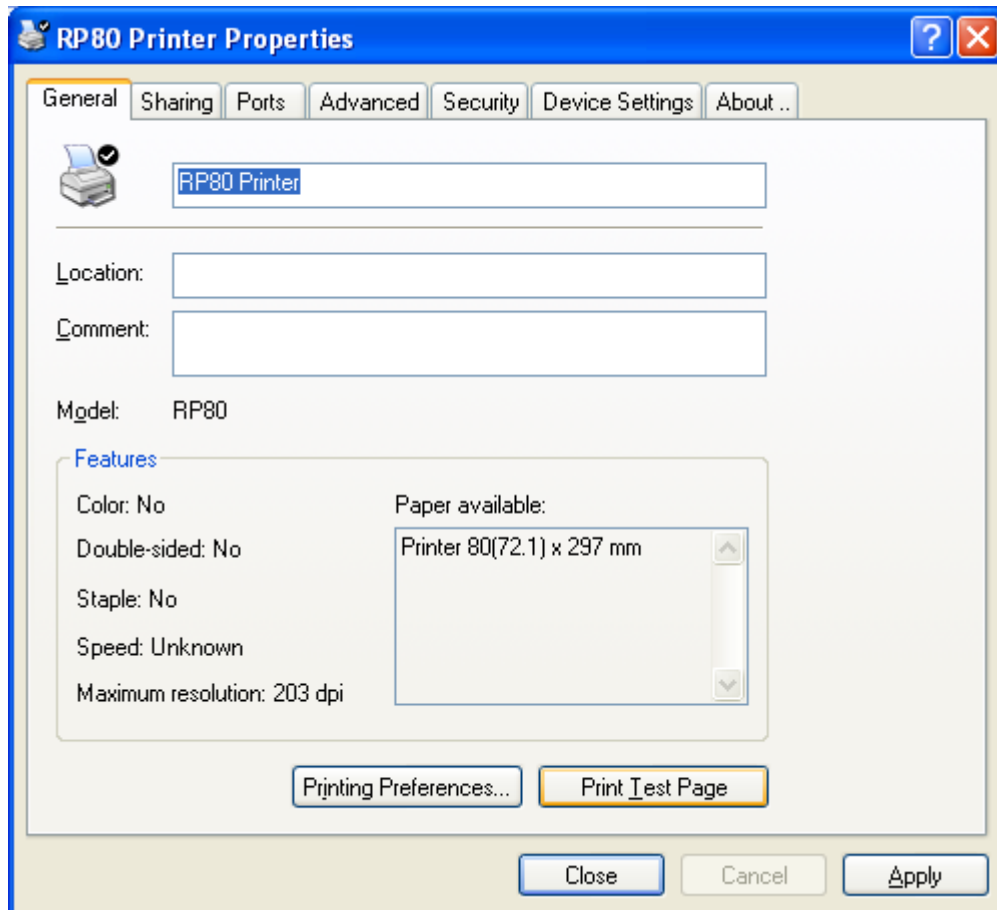 RP80 Printer Properties
General Sharing Ports Advanced Security Device Settings About ..
RP80 Printer
Location:
Comment:
Model: RP80
Features
Color: No
Paper available:
Double-sided: No
Printer 80(72.1) x 297 mm
Staple: No
Speed: Unknown
Maximum resolution: 203 dpi
Printing Preferences... Print Test Page
Close Cancel Apply